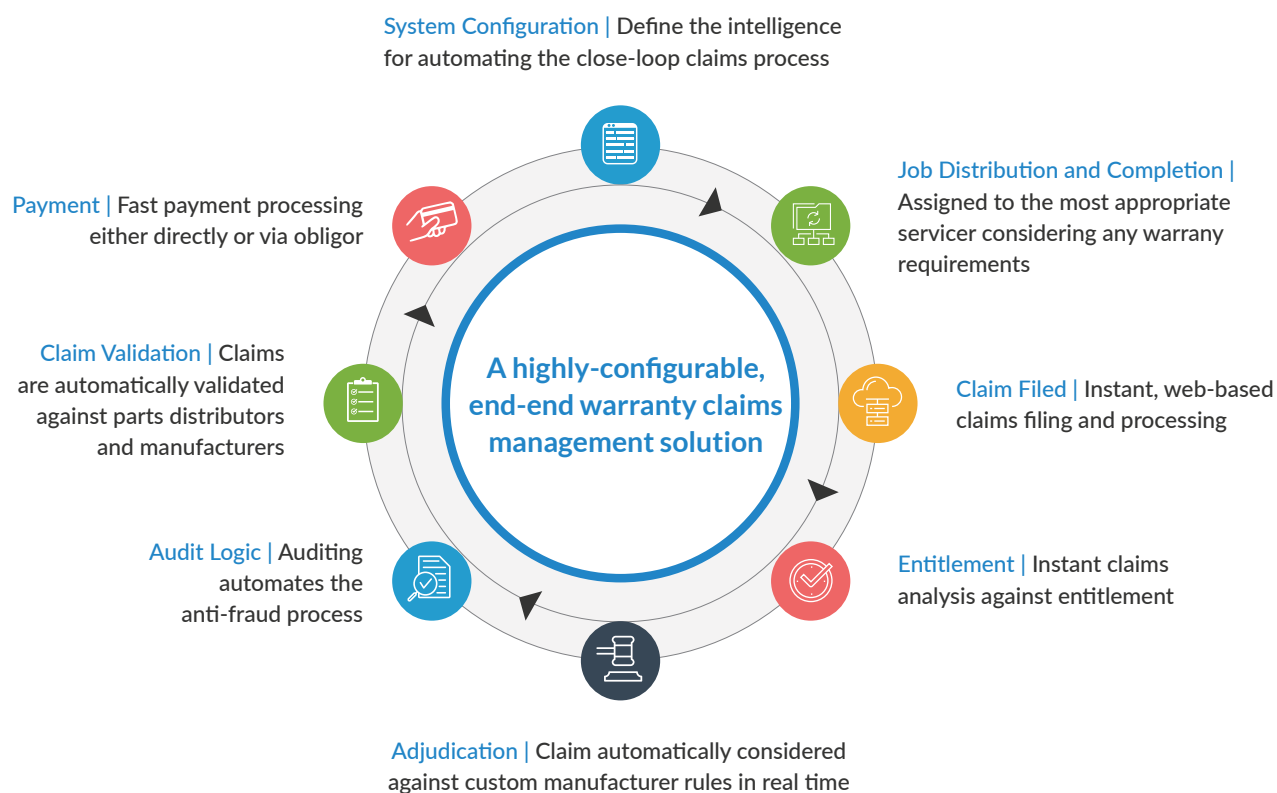 System Configuration | Define the intelligence
for automating the close-loop claims process
Job Distribution and Completion |
Assigned to the most appropriate
servicer considering any warrany
requirements
Claim Filed | Instant, web-based
claims filing and processing
Entitlement | Instant claims
analysis against entitlement
Adjudication | Claim automatically considered
against custom manufacturer rules in real time
Audit Logic | Auditing
automates the
anti-fraud process
Claim Validation | Claims
are automatically validated
against parts distributors
and manufacturers
Payment | Fast payment processing
either directly or via obligor
A highly-configurable,
end-end warranty claims
management solution